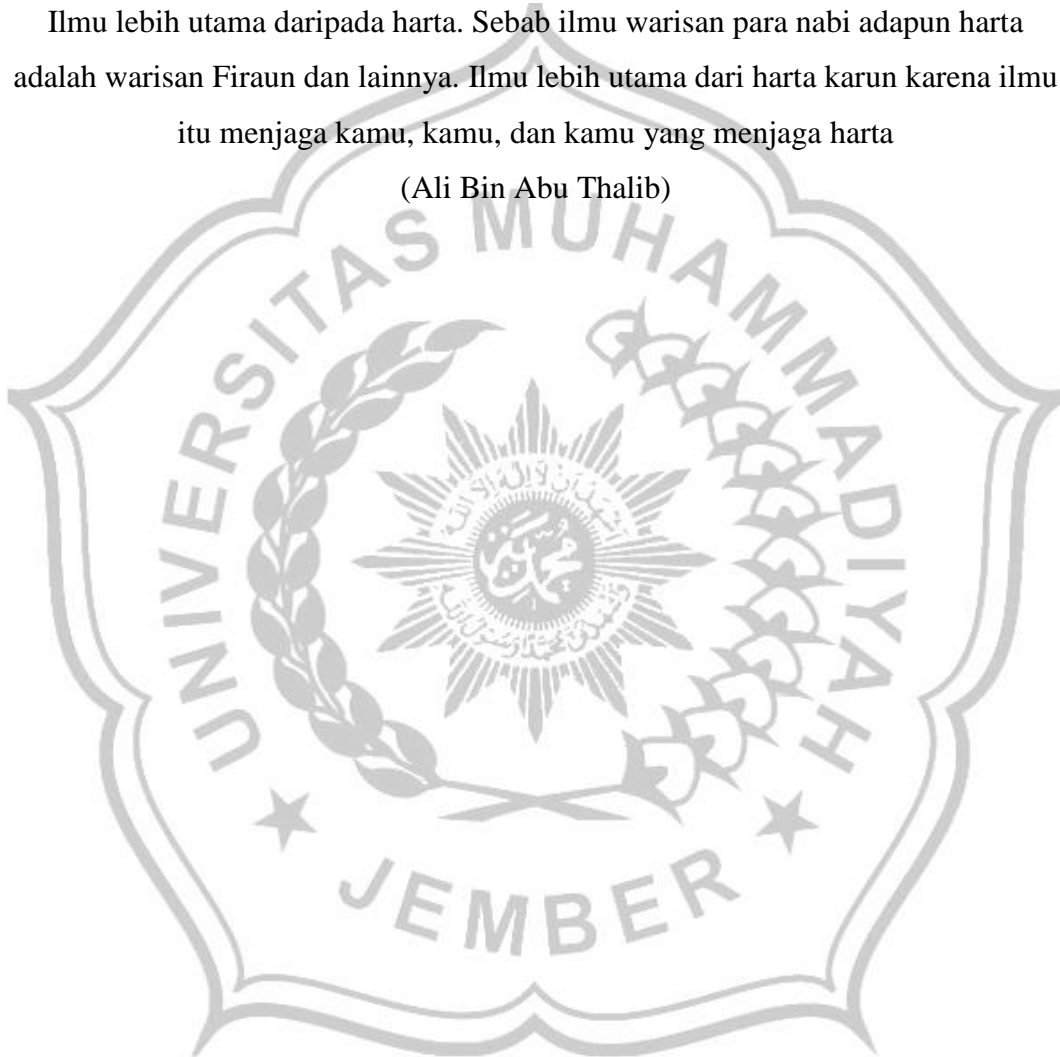 Ilmu lebih utama daripada harta. Sebab ilmu warisan para nabi adapun harta
adalah warisan Firaun dan lainnya. Ilmu lebih utama dari harta karun karena ilmu
itu menjaga kamu, kamu, dan kamu yang menjaga harta
(Ali Bin Abu Thalib)
UNIVERSITAS MUHAMMADIYAH
JEMBER